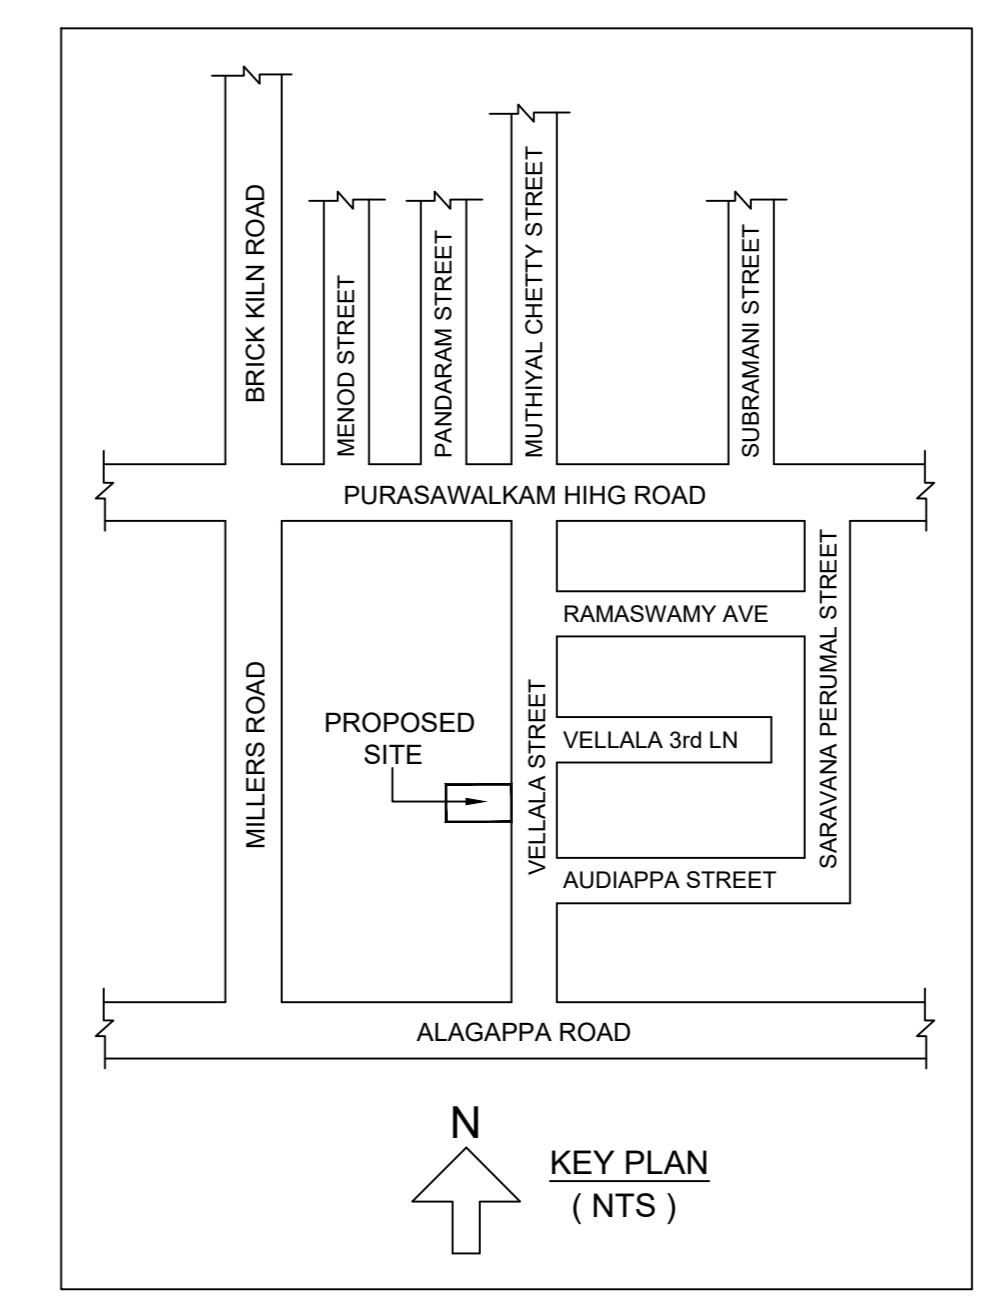 BRICK KILN ROAD
MENOD STREET
PANDARAM STREET
MUTHIYAL CHETTY STREET
SUBRAMANI STREET
PURASAWALKAM HIHG ROAD
MILLERS ROAD
PROPOSED
SITE
VELLALA STREET
RAMASWAMY AVE
VELLALA 3rd LN
AUDIAPPA STREET
SARAVANA PERUMAL STREET
ALAGAPPA ROAD
N
KEY PLAN
( NTS )